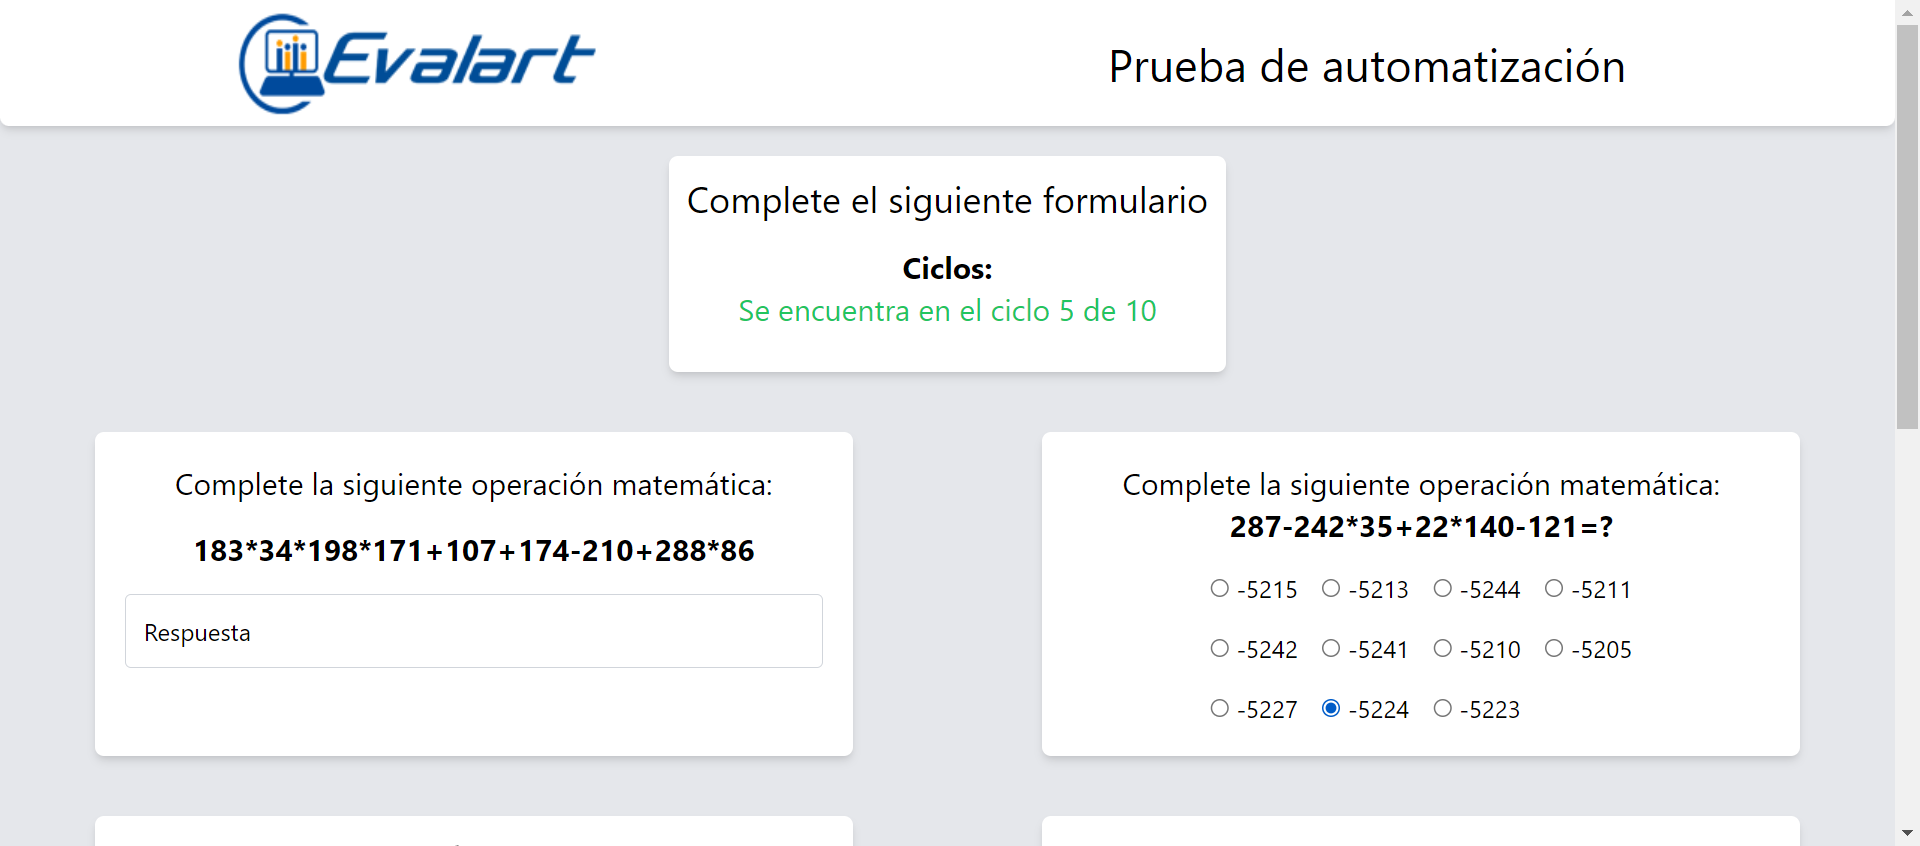 Evalart
Prueba de automatización
Complete el siguiente formulario
Ciclos:
Se encuentra en el ciclo 5 de 10
Complete la siguiente operación matemática:
183*34*198*171+107+174-210+288*86
Respuesta
Complete la siguiente operación matemática:
287-242*35+22*140-121=?
-5215 -5213 -5244 -5211
-5242 -5241 -5210 -5205
-5227 -5224 -5223